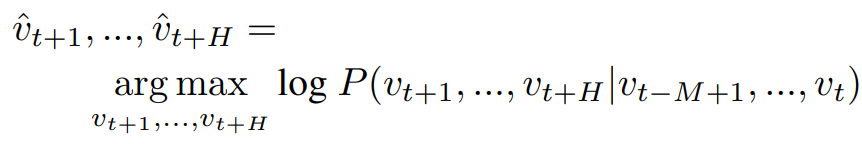 v̂_{t+1}, ..., v̂_{t+H} =
arg max log P(v_{t+1}, ..., v_{t+H}|v_{t−M+1}, ..., v_t)
v_{t+1},...,v_{t+H}